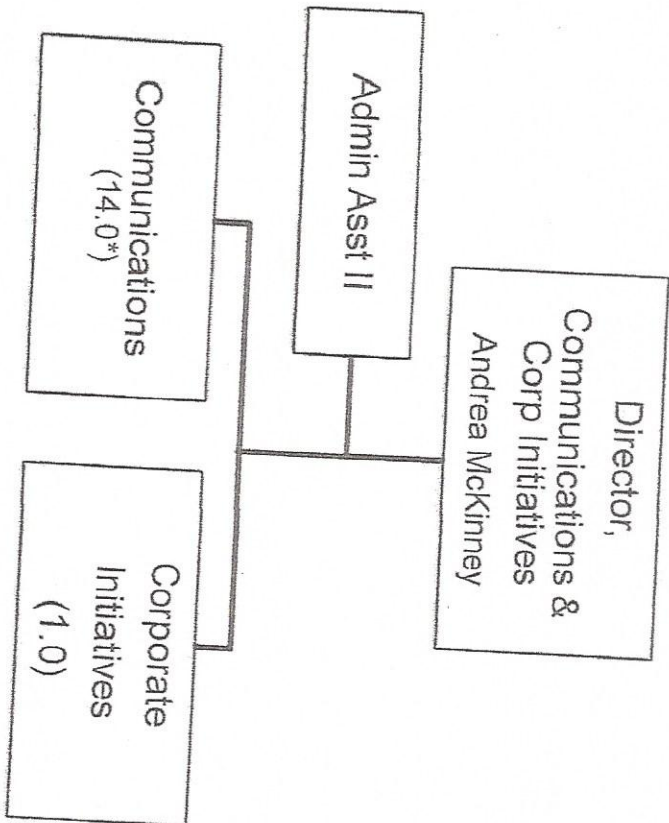 Director,
Communications &
Corp Initiatives
Andrea McKinney
Admin Asst II
Communications
(14.0*)
Corporate
Initiatives
(1.0)